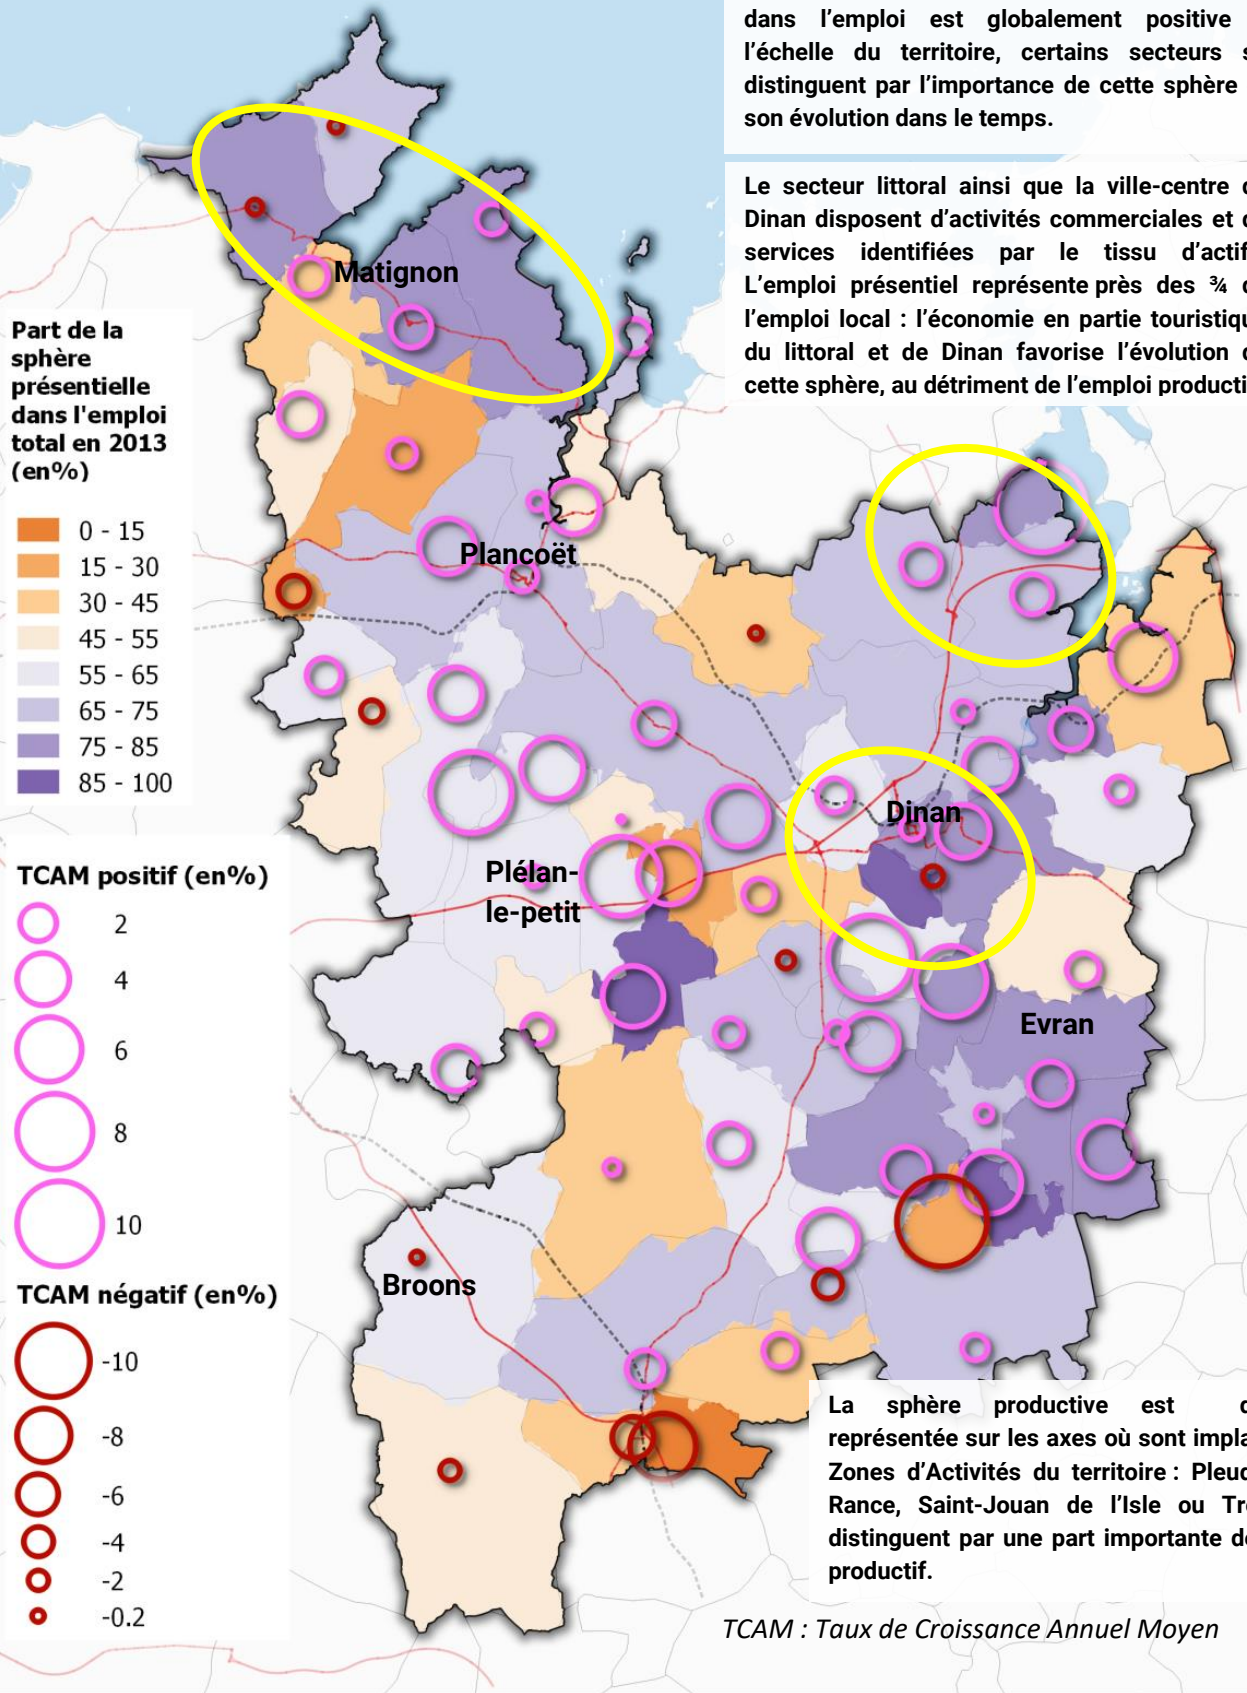 dans l’emploi est globalement positive
l’échelle du territoire, certains secteurs
distinguent par l’importance de cette sphère
son évolution dans le temps.
Le secteur littoral ainsi que la ville-centre
Dinan disposent d’activités commerciales et
services identifiées par le tissu
L’emploi présentiel représente près des ¾
l’emploi local : l’économie en partie
du littoral et de Dinan favorise l’évolution
cette sphère, au détriment de l’emploi
Matignon
Part de la
sphère
présentielle
dans l'emploi
total en 2013
(en%)
0 - 15
15 - 30
30 - 45
45 - 55
55 - 65
65 - 75
75 - 85
85 - 100
Plancoët
Dinan
TCAM positif (en%)
2
4
6
8
10
Plélan-
le-petit
Evran
Broons
TCAM négatif (en%)
-10
-8
-6
-4
-2
-0.2
La sphère productive est
représentée sur les axes où sont
Zones d’Activités du territoire :
Rance, Saint-Jouan de l’Isle ou
distinguent par une part importante
productif.
TCAM : Taux de Croissance Annuel Moyen